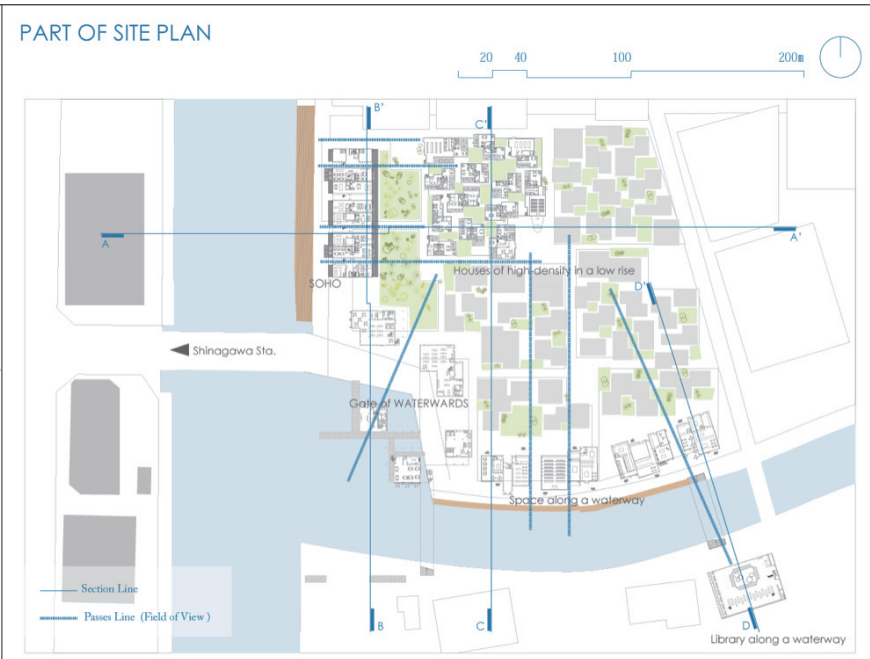 PART OF SITE PLAN
20 40 100 200m
B'
C'
A
A'
Houses of high-density in a low rise
D'
SOHO
Shinagawa Sta.
Gate of WATERWARDS
Space along a waterway
Section Line
Passes Line (Field of View )
B
C
D
Library along a waterway